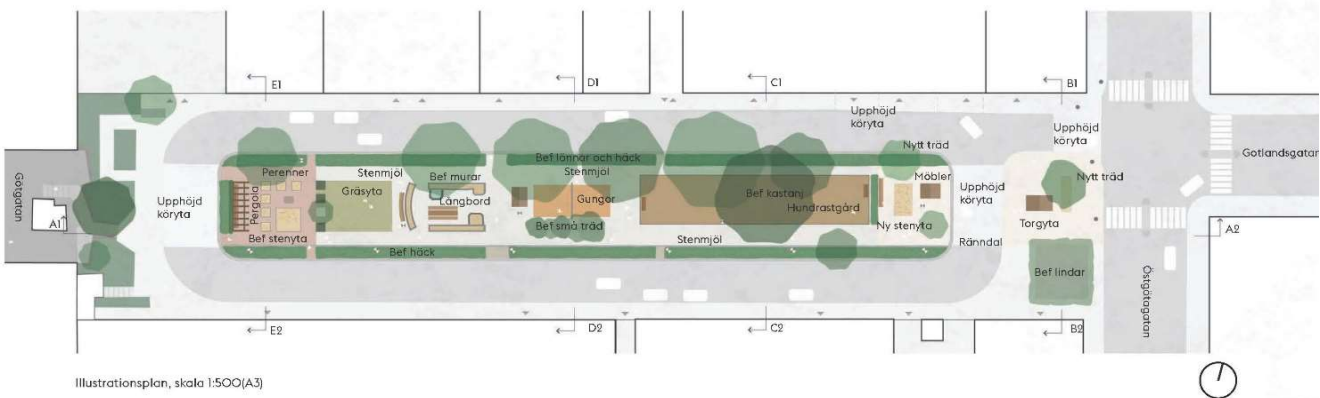 E1
D1
C1
B1
Upphöjd
köryta
Upphöjd
köryta
Gotlandsgatan
Nytt träd
Bef lönnar och häck
Perenner
Stenmjöl
Stenmjöl
Bef murar
Möbler
Nytt träd
Götgatan
Pergola
Gräsyta
Långbord
Gungor
Bef kastanj
Hundrastgård
Upphöjd
köryta
Upphöjd
köryta
A1
Torgyta
A2
Bef stenyta
Bef små träd
Stenmjöl
Ny stenyta
Ränndal
Bef häck
Bef lindar
Östgötagatan
E2
D2
C2
B2
Illustrationsplan, skala 1:500(A3)